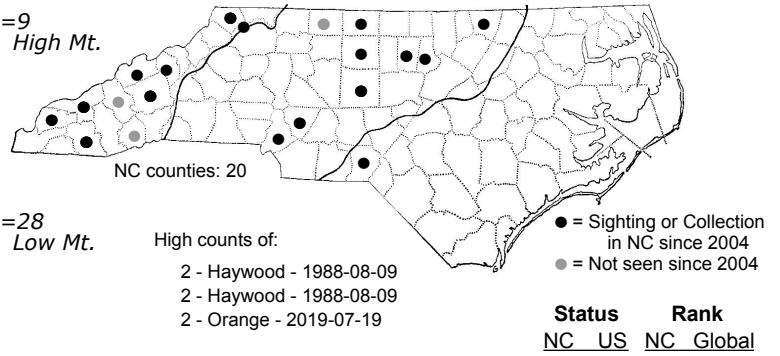 =9
High Mt.
NC counties: 20
=28
Low Mt.
High counts of:
2 - Haywood - 1988-08-09
2 - Haywood - 1988-08-09
2 - Orange - 2019-07-19
= Sighting or Collection
in NC since 2004
= Not seen since 2004
Status Rank
NC US NC Global